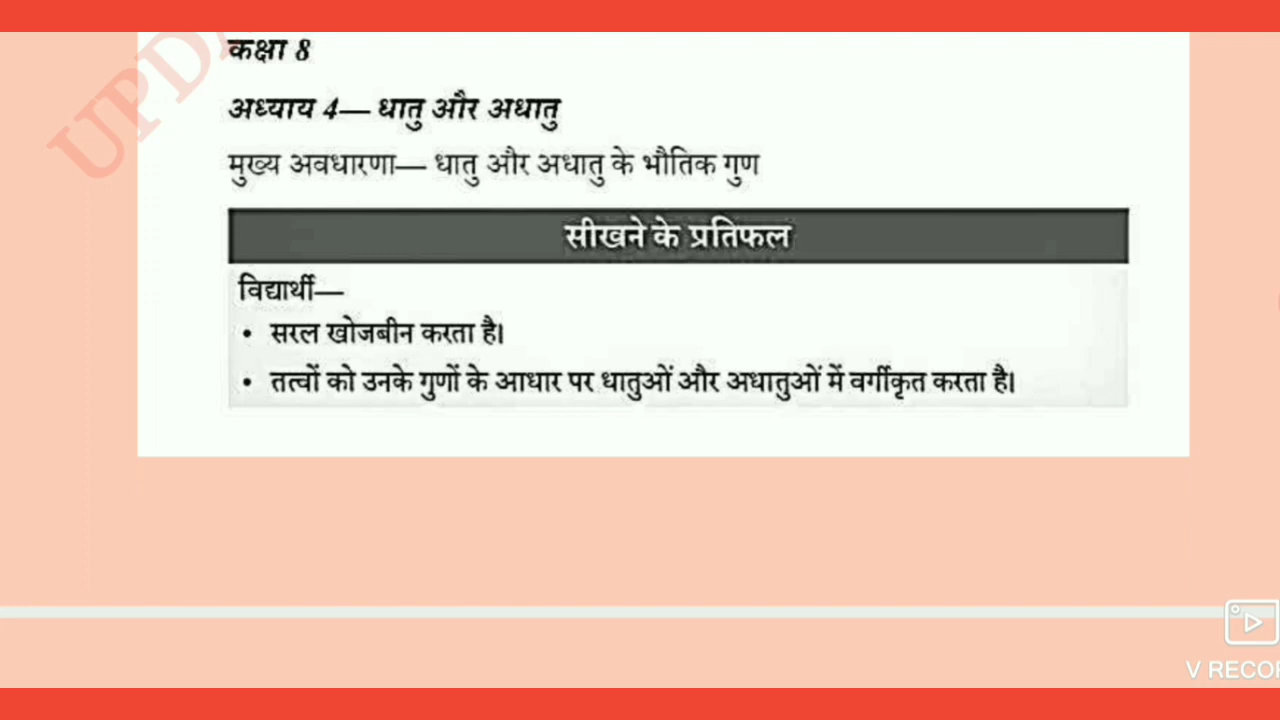 कक्षा 8
अध्याय 4— धातु और अधातु
मुख्य अवधारणा— धातु और अधातु के भौतिक गुण
सीखने के प्रतिफल
विद्यार्थी—
• सरल खोजबीन करता है।
• तत्वों को उनके गुणों के आधार पर धातुओं और अधातुओं में वर्गीकृत करता है।